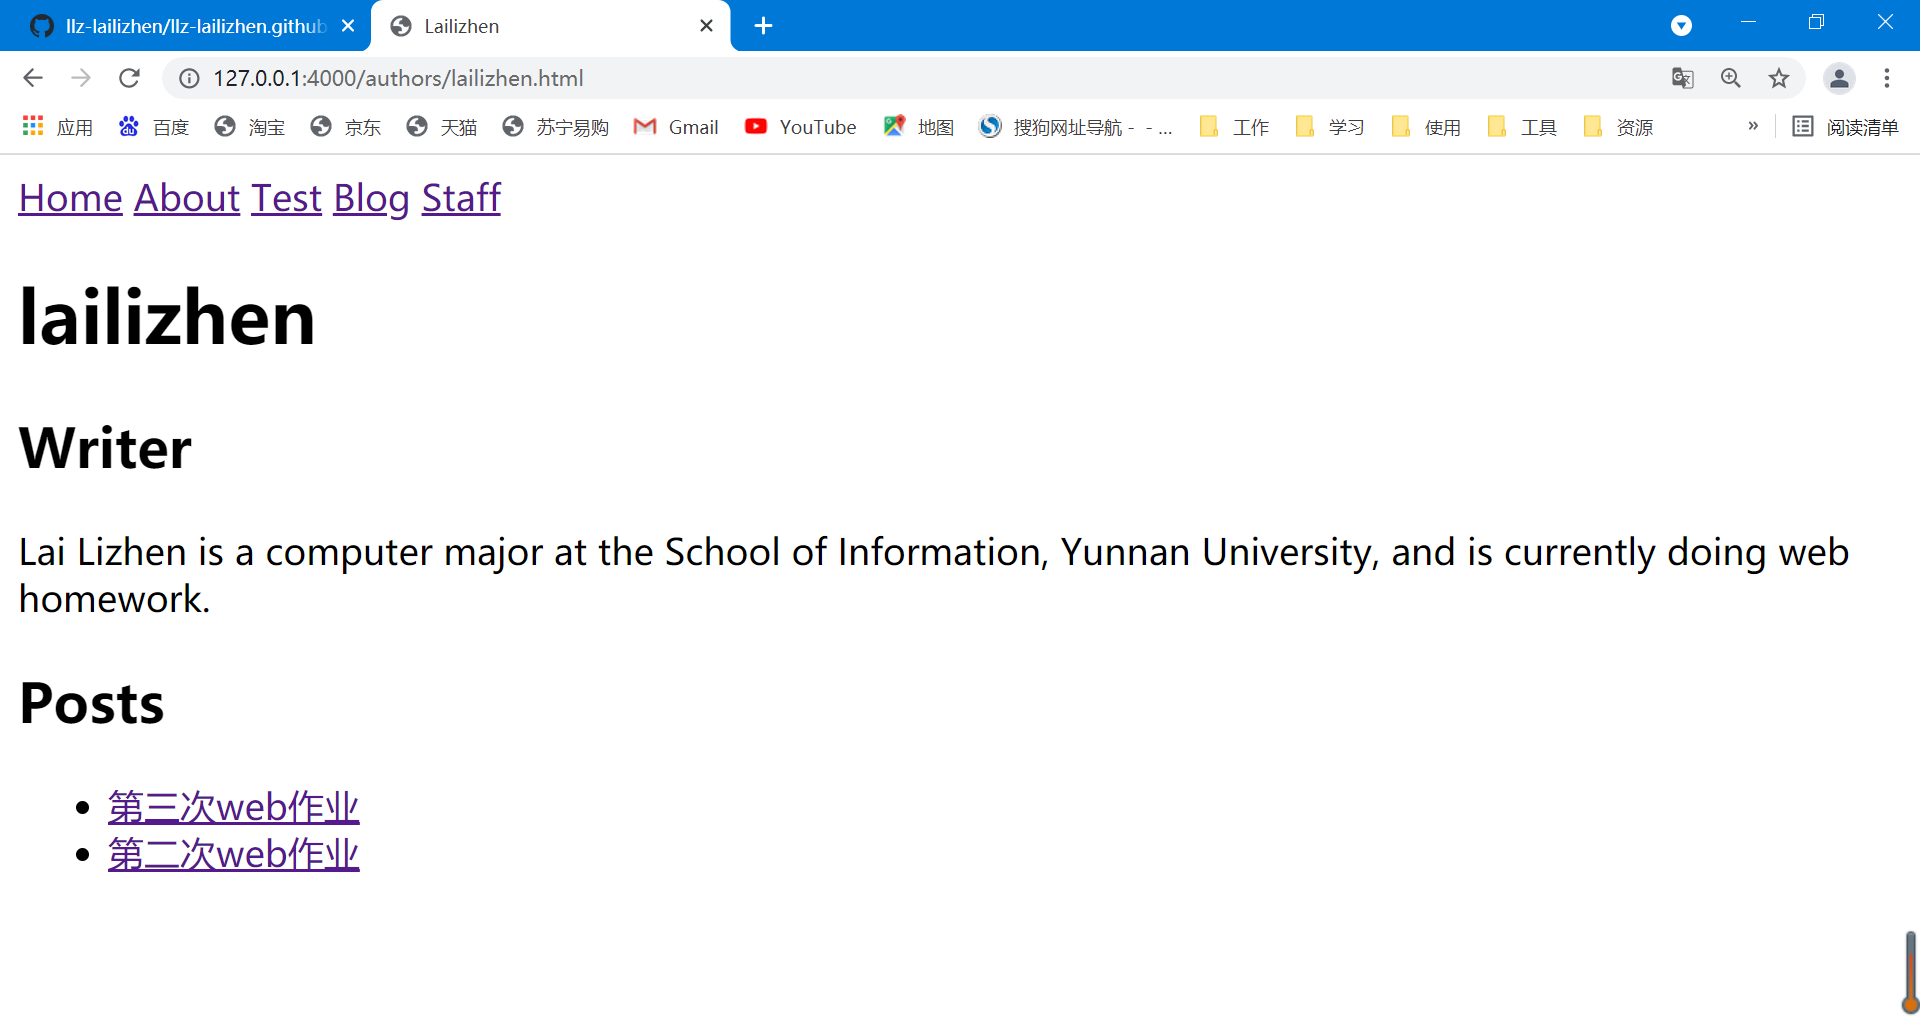 llz-lailizhen/llz-lailizhen.github
Lailizhen
127.0.0.1:4000/authors/lailizhen.html
应用 百度 淘宝 京东 天猫 苏宁易购 Gmail YouTube 地图 搜狗网址导航 - - ... 工作 学习 使用 工具 资源 » 阅读清单
Home About Test Blog Staff
lailizhen
Writer
Lai Lizhen is a computer major at the School of Information, Yunnan University, and is currently doing web
homework.
Posts
第三次web作业
第二次web作业